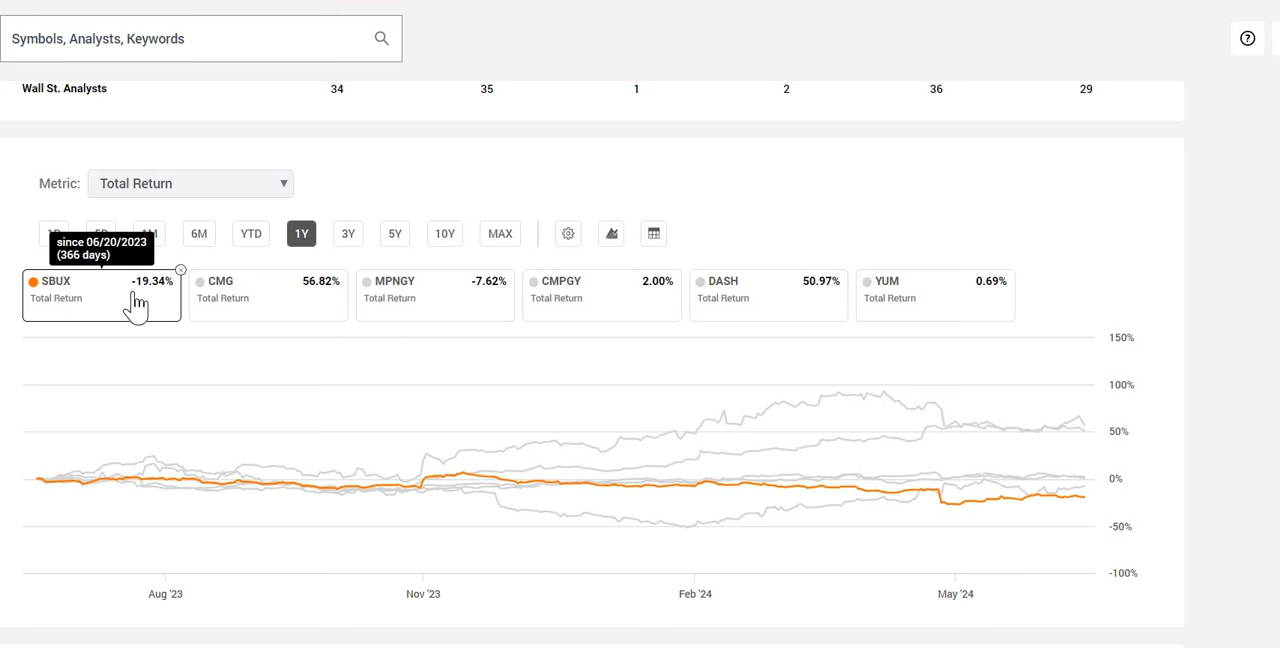 Symbols, Analysts, Keywords
Wall St. Analysts 34 35 1 2 36 29
Metric: Total Return
6M YTD 1Y 3Y 5Y 10Y MAX
since 06/20/2023
(366 days)
SBUX -19.34% CMG 56.82% MPNGY -7.62% CMPGY 2.00% DASH 50.97% YUM 0.69%
Total Return Total Return Total Return Total Return Total Return Total Return
150%
100%
50%
0%
-50%
-100%
Aug '23 Nov '23 Feb '24 May '24